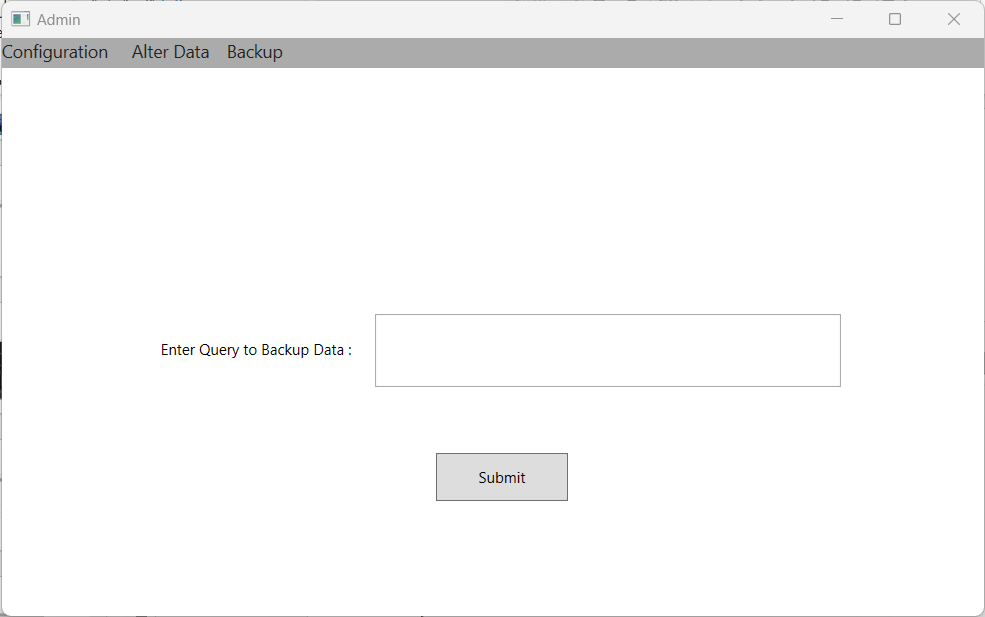 Admin
Configuration Alter Data Backup
Enter Query to Backup Data :
Submit